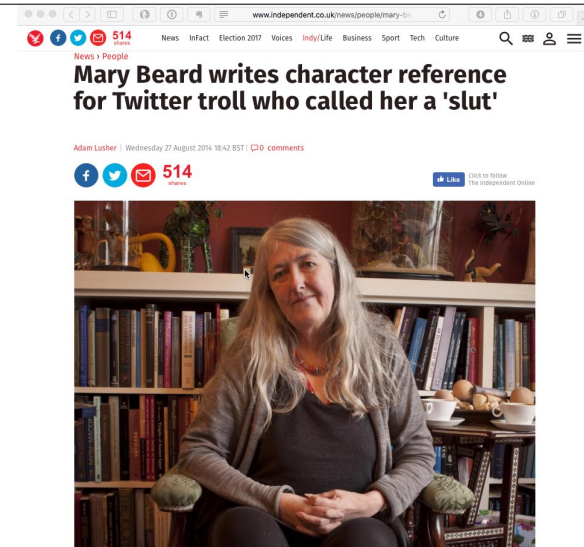 www.independent.co.uk/news/people/mary-be
514
shares
News InFact Election 2017 Voices Indy/Life Business Sport Tech Culture
News › People
Mary Beard writes character reference
for Twitter troll who called her a 'slut'
Adam Lusher | Wednesday 27 August 2014 18:42 BST | 0 comments
514
shares
Like
Click to follow
The Independent Online